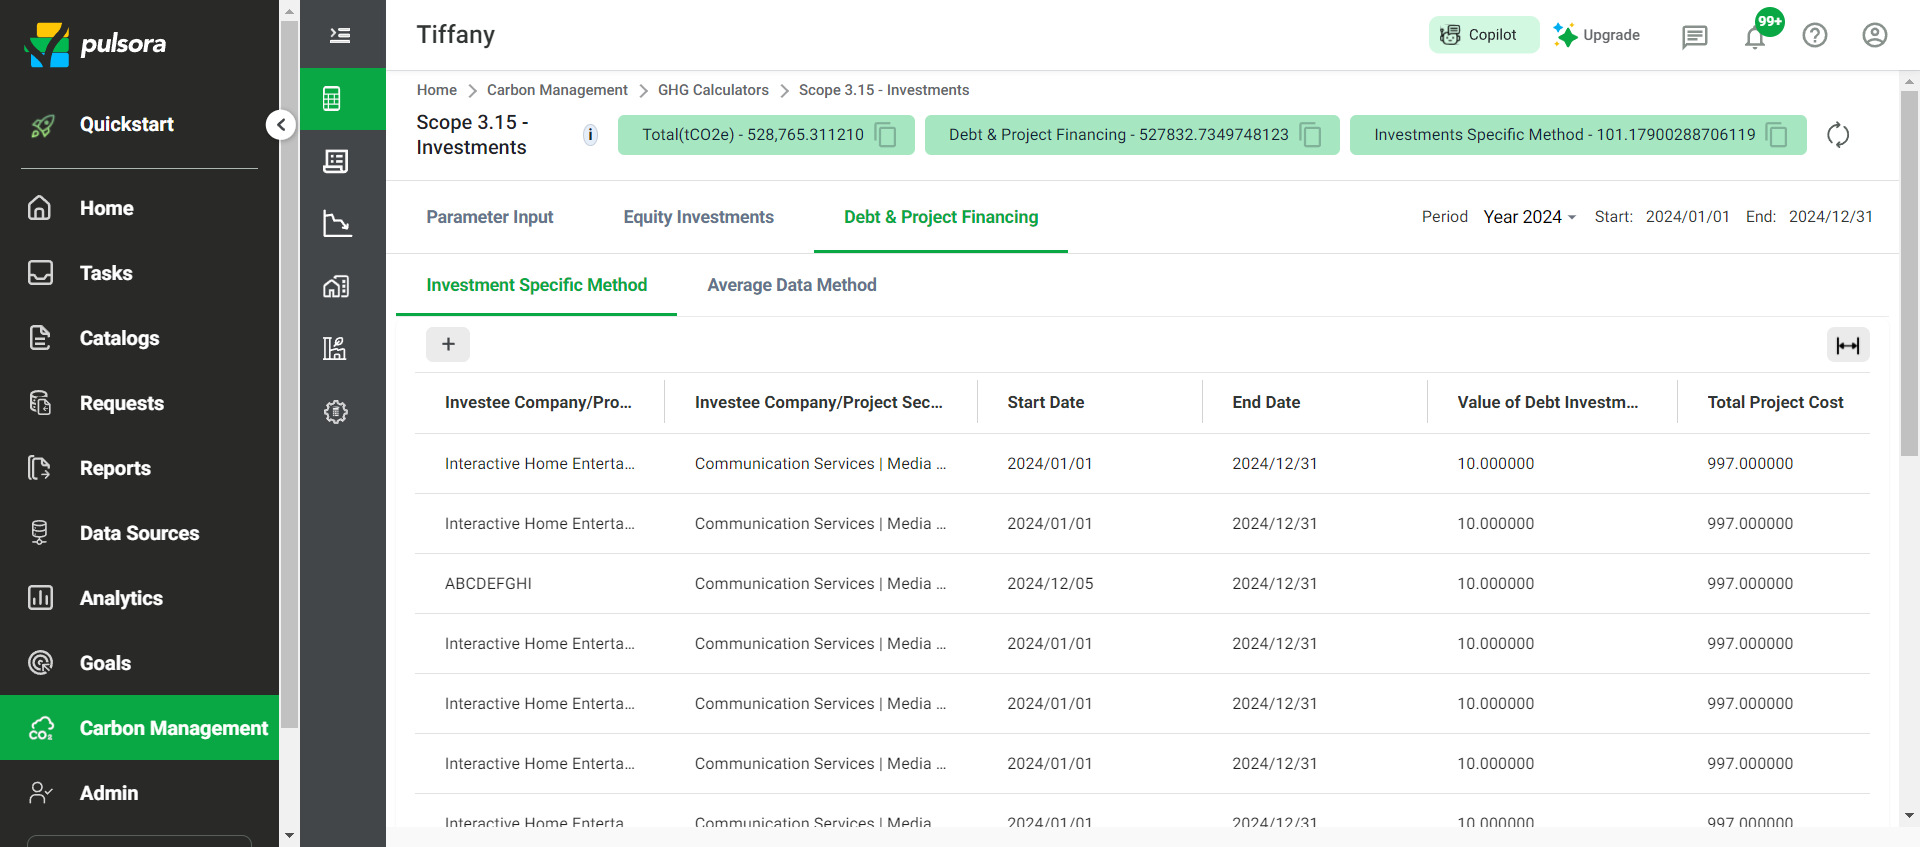 pulsora
Quickstart
Home
Tasks
Catalogs
Requests
Reports
Data Sources
Analytics
Goals
CO₂
Carbon Management
Admin
Tiffany
Copilot
Upgrade
99+
Home > Carbon Management > GHG Calculators > Scope 3.15 - Investments
Scope 3.15 -
Investments
i
Total(tCO2e) - 528,765.311210
Debt & Project Financing - 527832.7349748123
Investments Specific Method - 101.17900288706119
Parameter Input
Equity Investments
Debt & Project Financing
Period Year 2024 Start: 2024/01/01 End: 2024/12/31
Investment Specific Method
Average Data Method
+
Investee Company/Pro... Investee Company/Project Sec... Start Date End Date Value of Debt Investm... Total Project Cost
Interactive Home Enterta... Communication Services | Media ... 2024/01/01 2024/12/31 10.000000 997.000000
Interactive Home Enterta... Communication Services | Media ... 2024/01/01 2024/12/31 10.000000 997.000000
ABCDEFGHI Communication Services | Media ... 2024/12/05 2024/12/31 10.000000 997.000000
Interactive Home Enterta... Communication Services | Media ... 2024/01/01 2024/12/31 10.000000 997.000000
Interactive Home Enterta... Communication Services | Media ... 2024/01/01 2024/12/31 10.000000 997.000000
Interactive Home Enterta... Communication Services | Media ... 2024/01/01 2024/12/31 10.000000 997.000000
Interactive Home Enterta Communication Services | Media 2024/01/01 2024/12/31 10.000000 997.000000